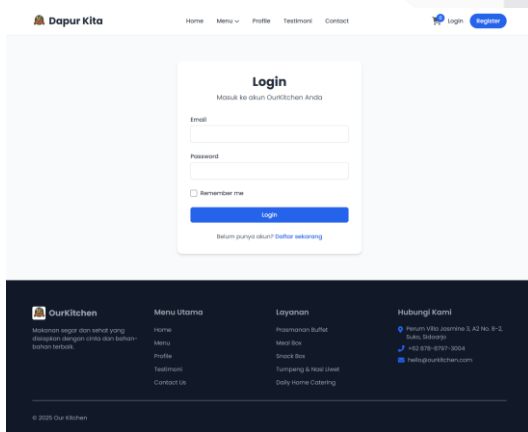 Dapur Kita
Home Menu Profile Testimoni Contact
0
Login Register
Login
Masuk ke akun OurKitchen Anda
Email
Password
Remember me
Login
Belum punya akun? Daftar sekarang
OurKitchen
Makanan segar dan sehat yang
disiapkan dengan cinta dan bahan-
bahan terbaik.
Menu Utama
Home
Menu
Profile
Testimoni
Contact Us
Layanan
Prasmanan Buffet
Meal Box
Snack Box
Tumpeng & Nasi Liwet
Daily Home Catering
Hubungi Kami
Perum Villa Jasmine 3, A2 No. 8-2,
Suko, Sidoarjo
+62 878-9797-3004
hello@ourkitchen.com
© 2025 Our Kitchen